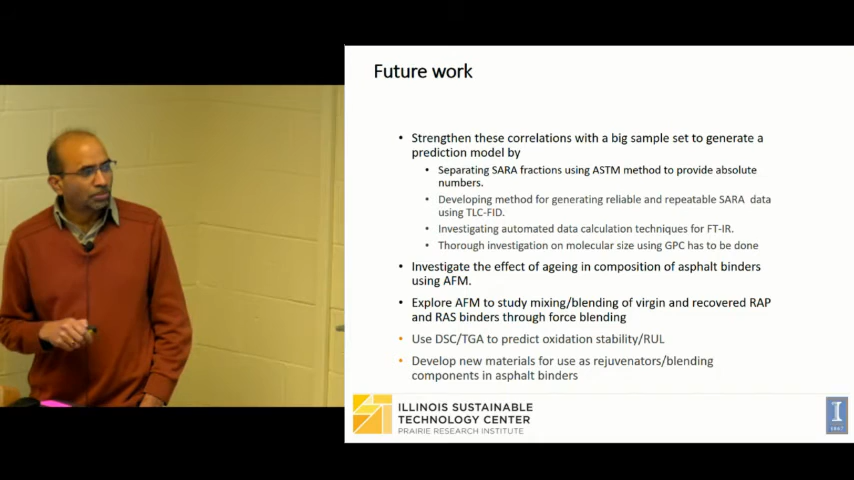 Future work
• Strengthen these correlations with a big sample set to generate a
prediction model by
• Separating SARA fractions using ASTM method to provide absolute
numbers.
• Developing method for generating reliable and repeatable SARA data
using TLC-FID.
• Investigating automated data calculation techniques for FT-IR.
• Thorough investigation on molecular size using GPC has to be done
• Investigate the effect of ageing in composition of asphalt binders
using AFM.
• Explore AFM to study mixing/blending of virgin and recovered RAP
and RAS binders through force blending
• Use DSC/TGA to predict oxidation stability/RUL
• Develop new materials for use as rejuvenators/blending
components in asphalt binders
ILLINOIS SUSTAINABLE
TECHNOLOGY CENTER
PRAIRIE RESEARCH INSTITUTE
I
1867